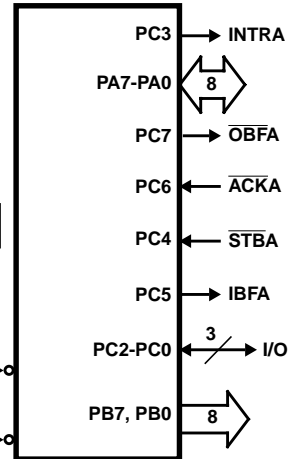 PC3 INTRA
PA7-PA0 8
PC7 OBFA
PC6 ACKA
PC4 STBA
PC5 IBFA
PC2-PC0 3 I/O
PB7, PB0 8